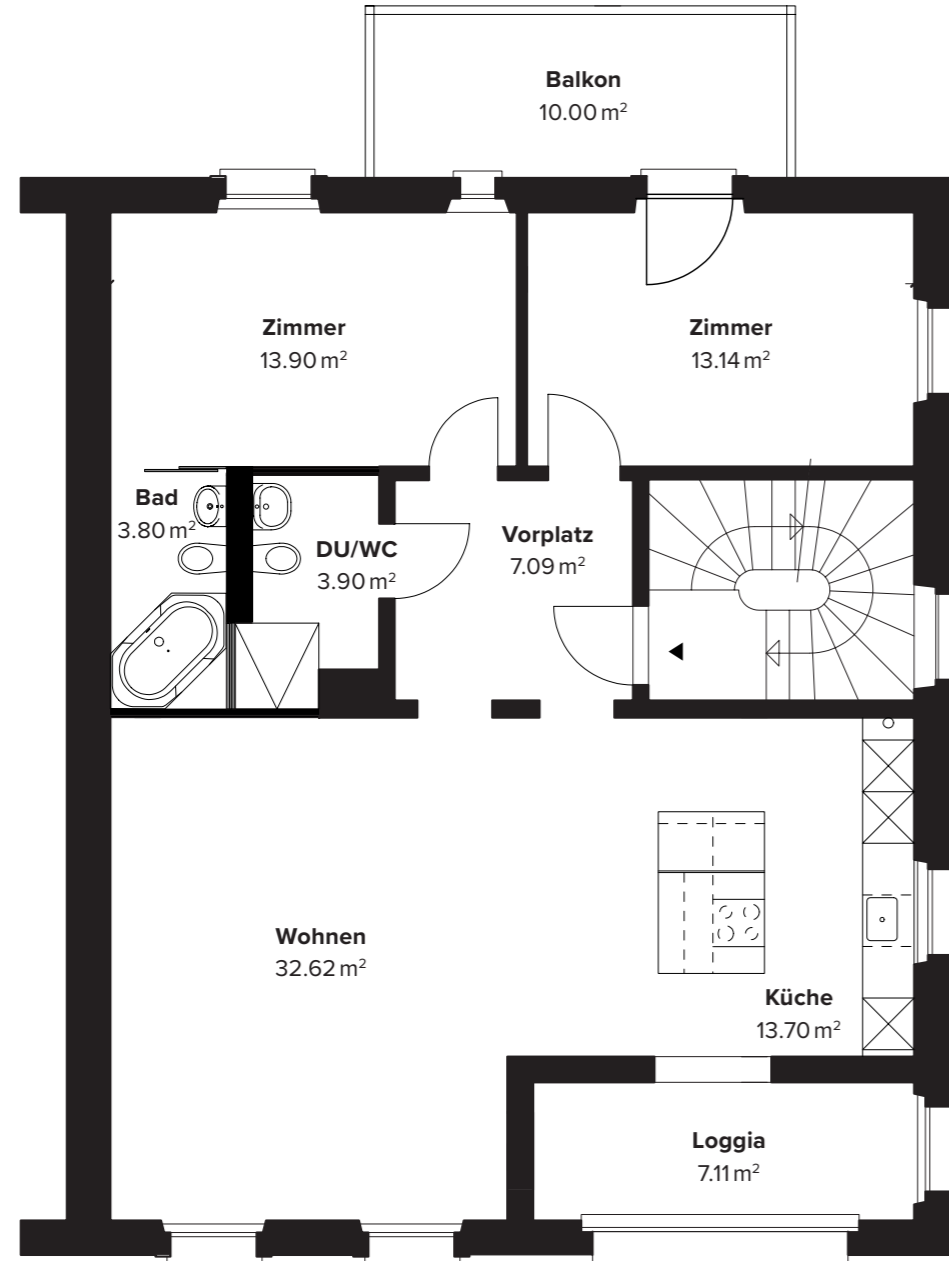 Balkon
10.00 m²
Zimmer
13.90 m²
Zimmer
13.14 m²
Bad
3.80 m²
DU/WC
3.90 m²
Vorplatz
7.09 m²
Wohnen
32.62 m²
Küche
13.70 m²
Loggia
7.11 m²